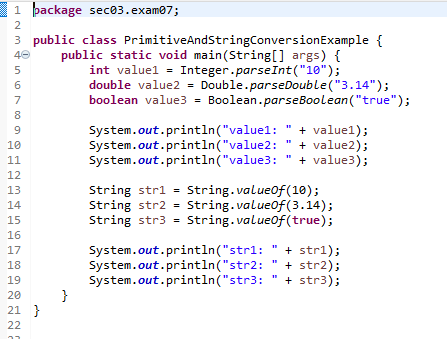 1 package sec03.exam07;
2
3 public class PrimitiveAndStringConversionExample {
4     public static void main(String[] args) {
5         int value1 = Integer.parseInt("10");
6         double value2 = Double.parseDouble("3.14");
7         boolean value3 = Boolean.parseBoolean("true");
8
9         System.out.println("value1: " + value1);
10         System.out.println("value2: " + value2);
11         System.out.println("value3: " + value3);
12
13         String str1 = String.valueOf(10);
14         String str2 = String.valueOf(3.14);
15         String str3 = String.valueOf(true);
16
17         System.out.println("str1: " + str1);
18         System.out.println("str2: " + str2);
19         System.out.println("str3: " + str3);
20     }
21 }
22